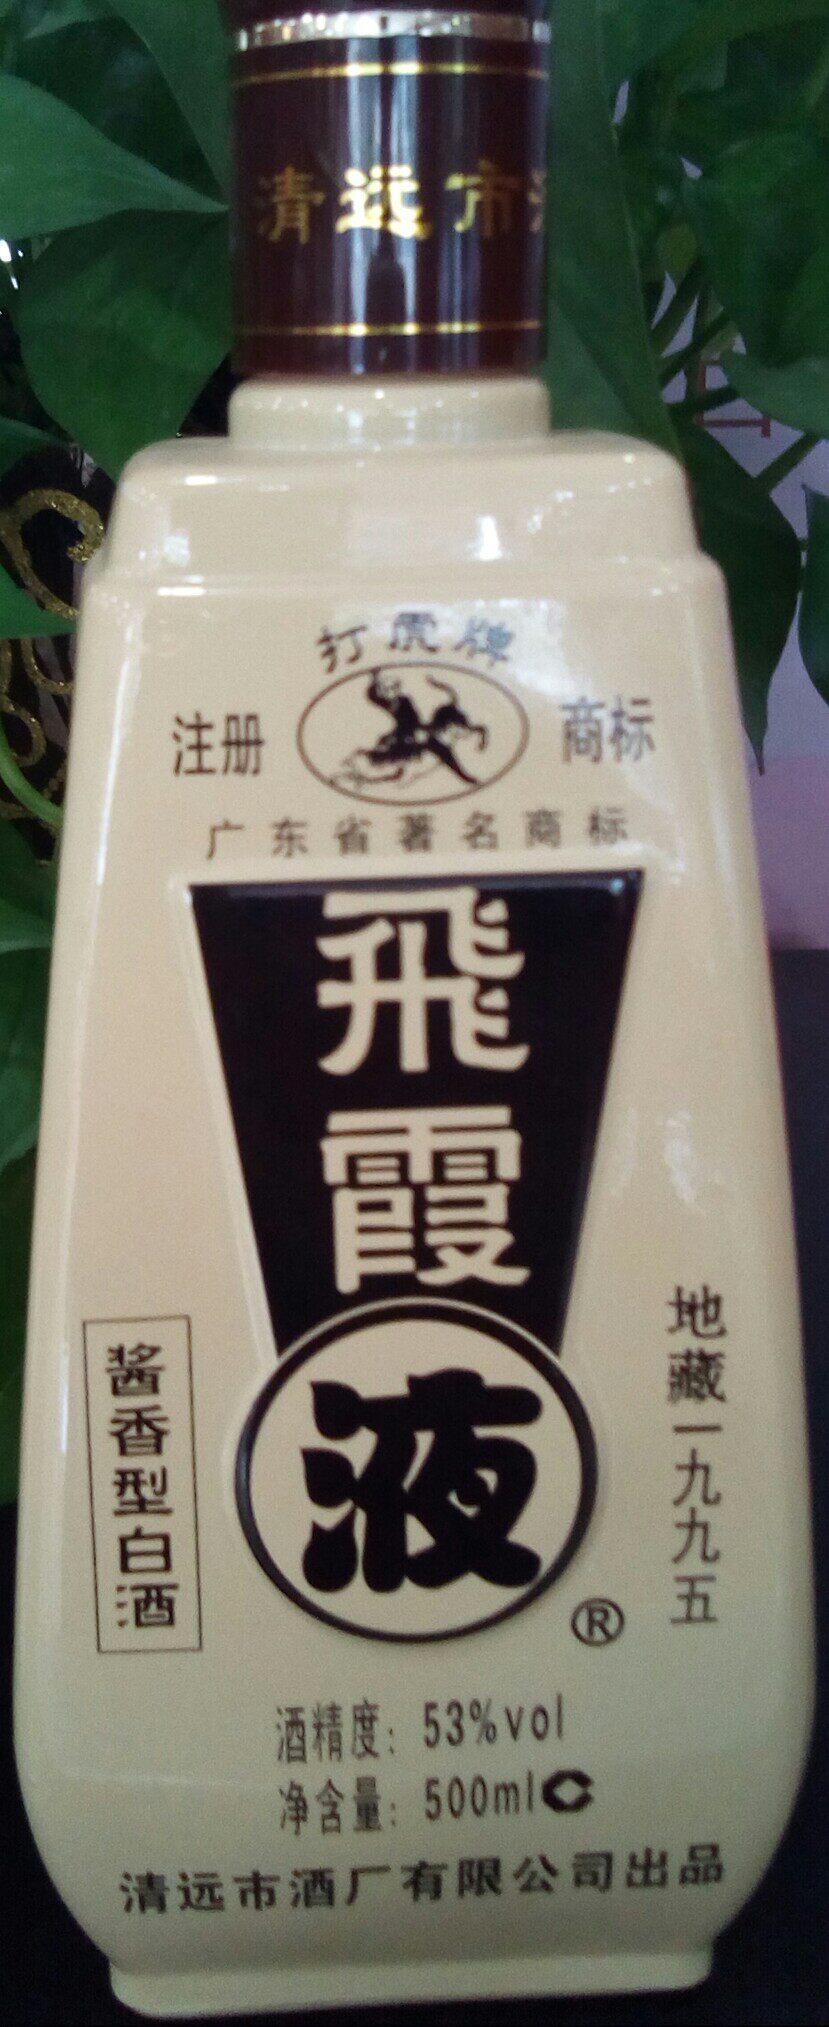 清远市
打虎牌
注册 商标
广东省著名商标
飛霞液
®
酱香型白酒
地藏一九九五
酒精度：53%vol
净含量：500ml
清远市酒厂有限公司出品